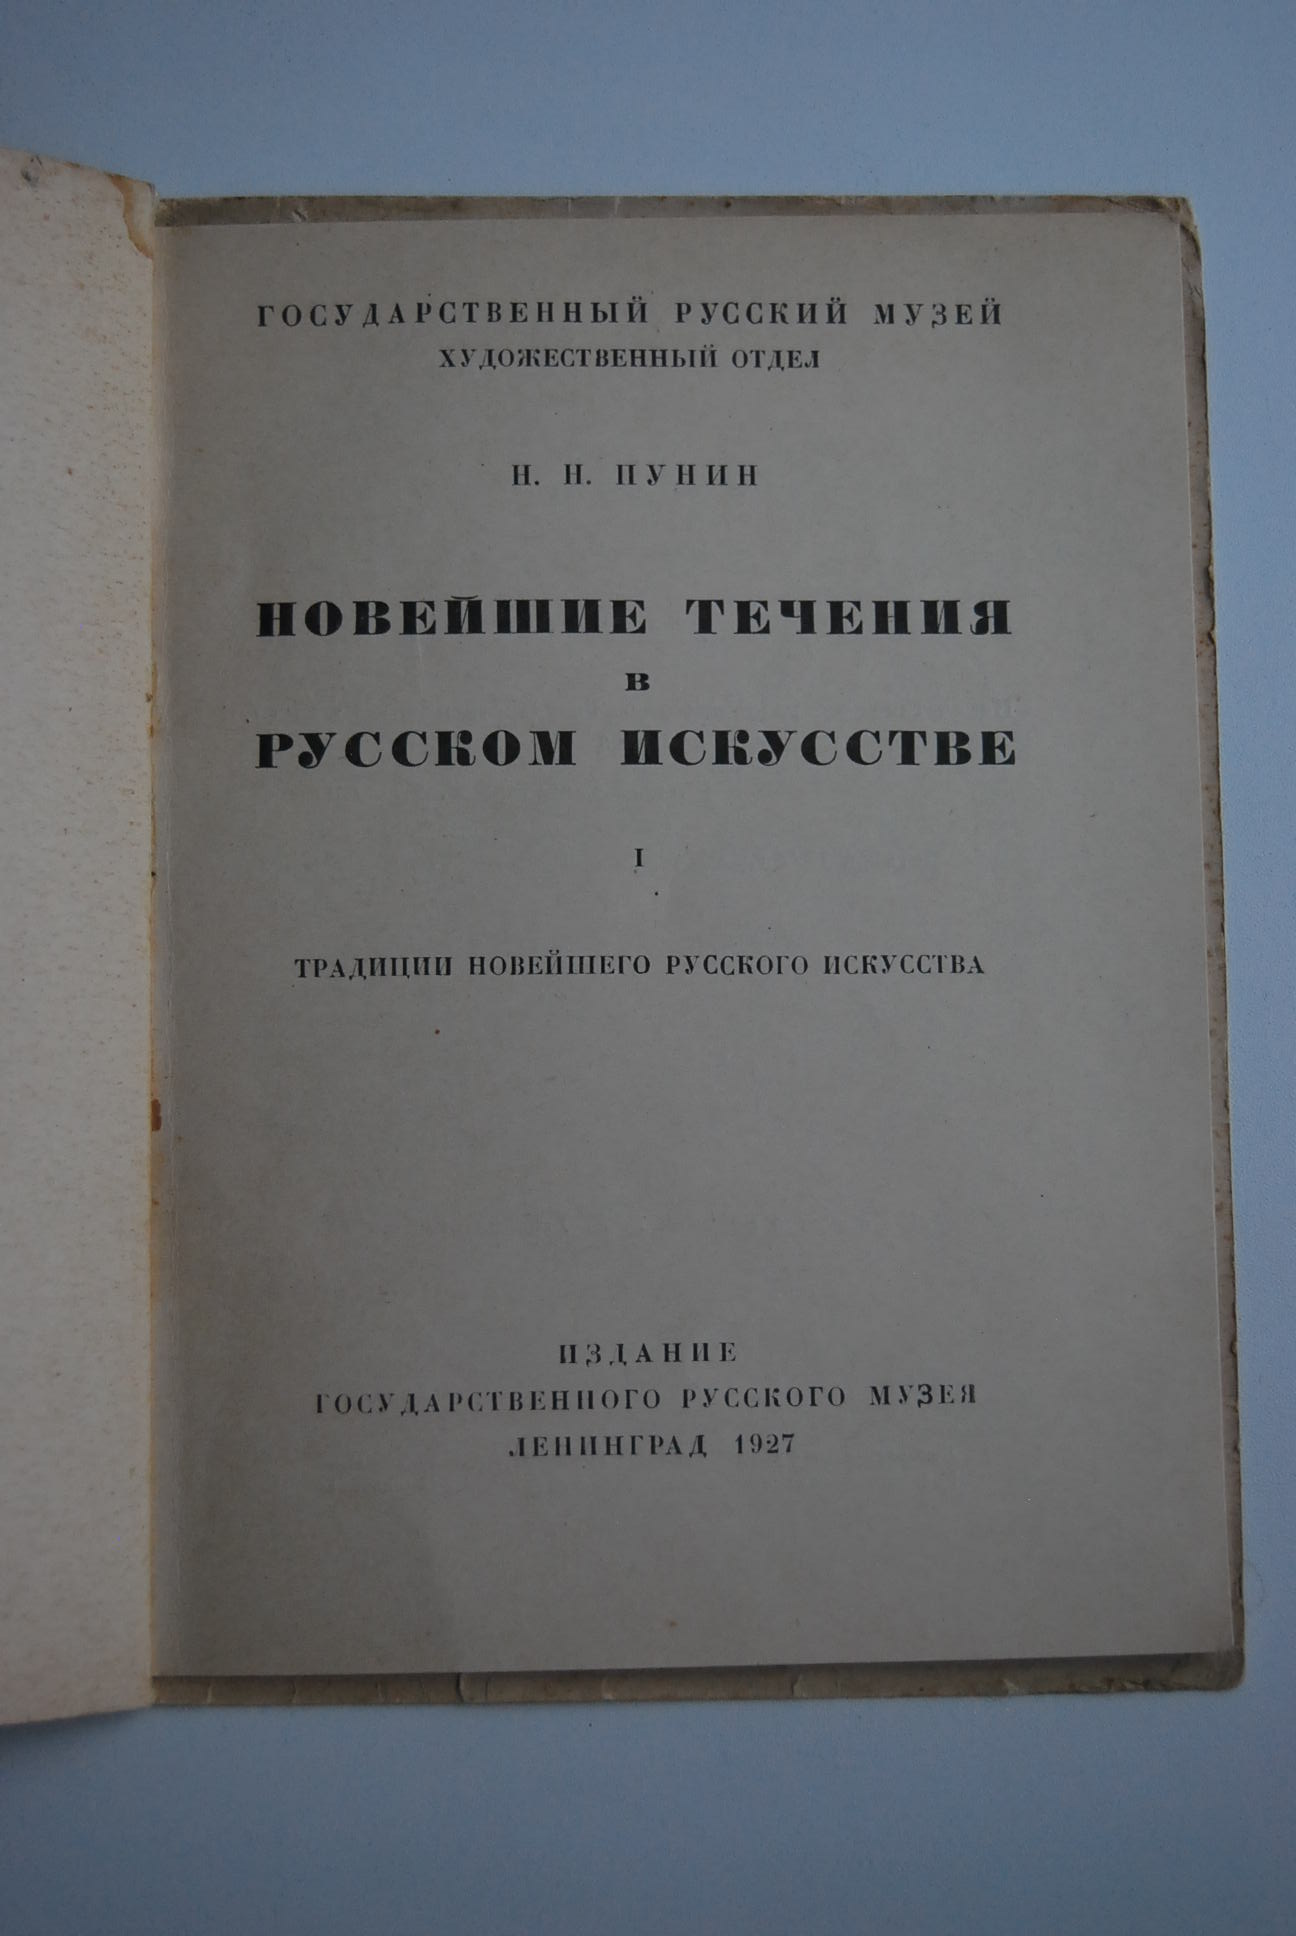 ГОСУДАРСТВЕННЫЙ РУССКИЙ МУЗЕЙ
ХУДОЖЕСТВЕННЫЙ ОТДЕЛ
Н. Н. ПУНИН
НОВЕЙШИЕ ТЕЧЕНИЯ
В
РУССКОМ ИСКУССТВЕ
I
ТРАДИЦИИ НОВЕЙШЕГО РУССКОГО ИСКУССТВА
ИЗДАНИЕ
ГОСУДАРСТВЕННОГО РУССКОГО МУЗЕЯ
ЛЕНИНГРАД 1927